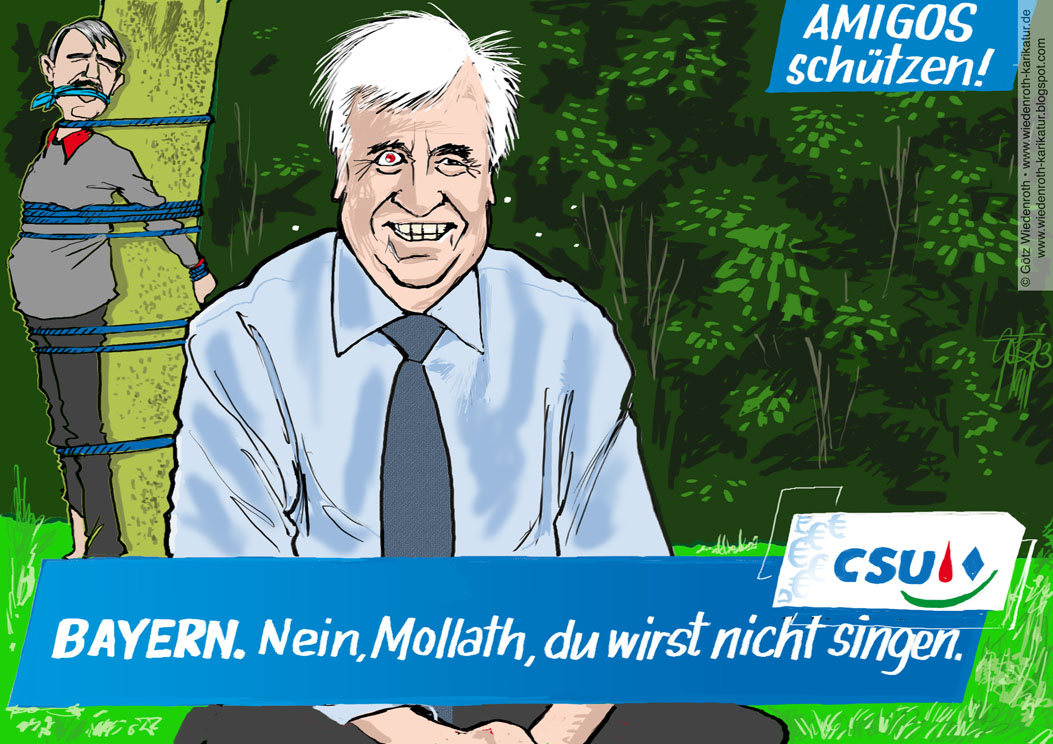 AMIGOS
schützen!
© Götz Wiedenroth • www.wiedenroth-karikatur.de
www.wiedenroth-karikatur.blogspot.com
CSU
BAYERN. Nein, Mollath, du wirst nicht singen.